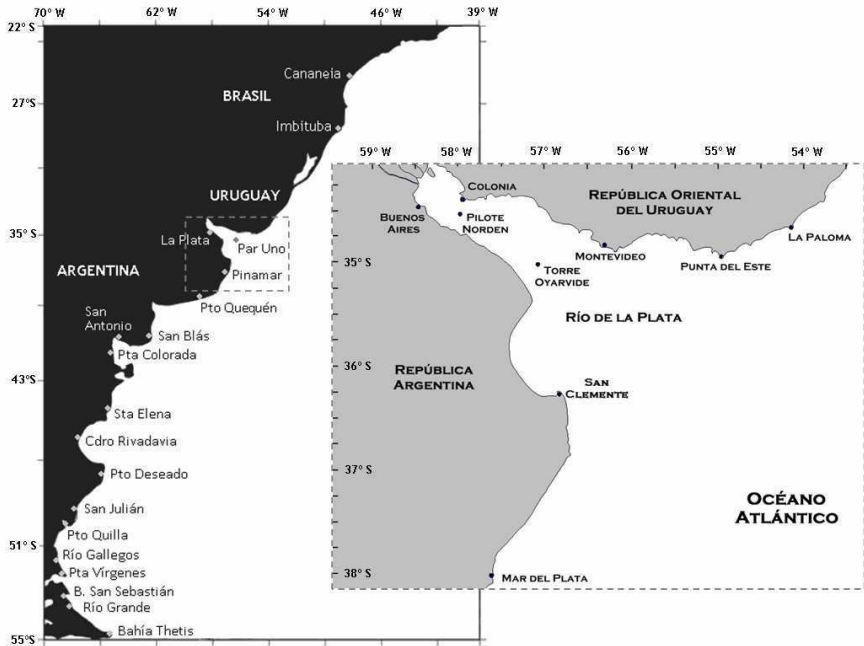 70° W
62° W
54° W
46° W
39° W
22°S
27°S
35°S
43°S
51°S
55°S
Cananeia
BRASIL
Imbituba
URUGUAY
La Plata
Par Uno
Pinamar
ARGENTINA
Pto Quequén
San
Antonio
San Blás
Pta Colorada
Sta Elena
Cdro Rivadavia
Pto Deseado
San Julián
Pto Quilla
Río Gallegos
Pta Vírgenes
B. San Sebastián
Río Grande
Bahía Thetis
59° W
58° W
57° W
56° W
55° W
54° W
COLONIA
REPÚBLICA ORIENTAL
DEL URUGUAY
BUENOS
AIRES
PILOTE
NORDEN
LA PALOMA
MONTEVIDEO
PUNTA DEL ESTE
35° S
TORRE
OYARVIDE
RÍO DE LA PLATA
36° S
REPÚBLICA
ARGENTINA
SAN
CLEMENTE
37° S
OCÉANO
ATLÁNTICO
38° S
MAR DEL PLATA